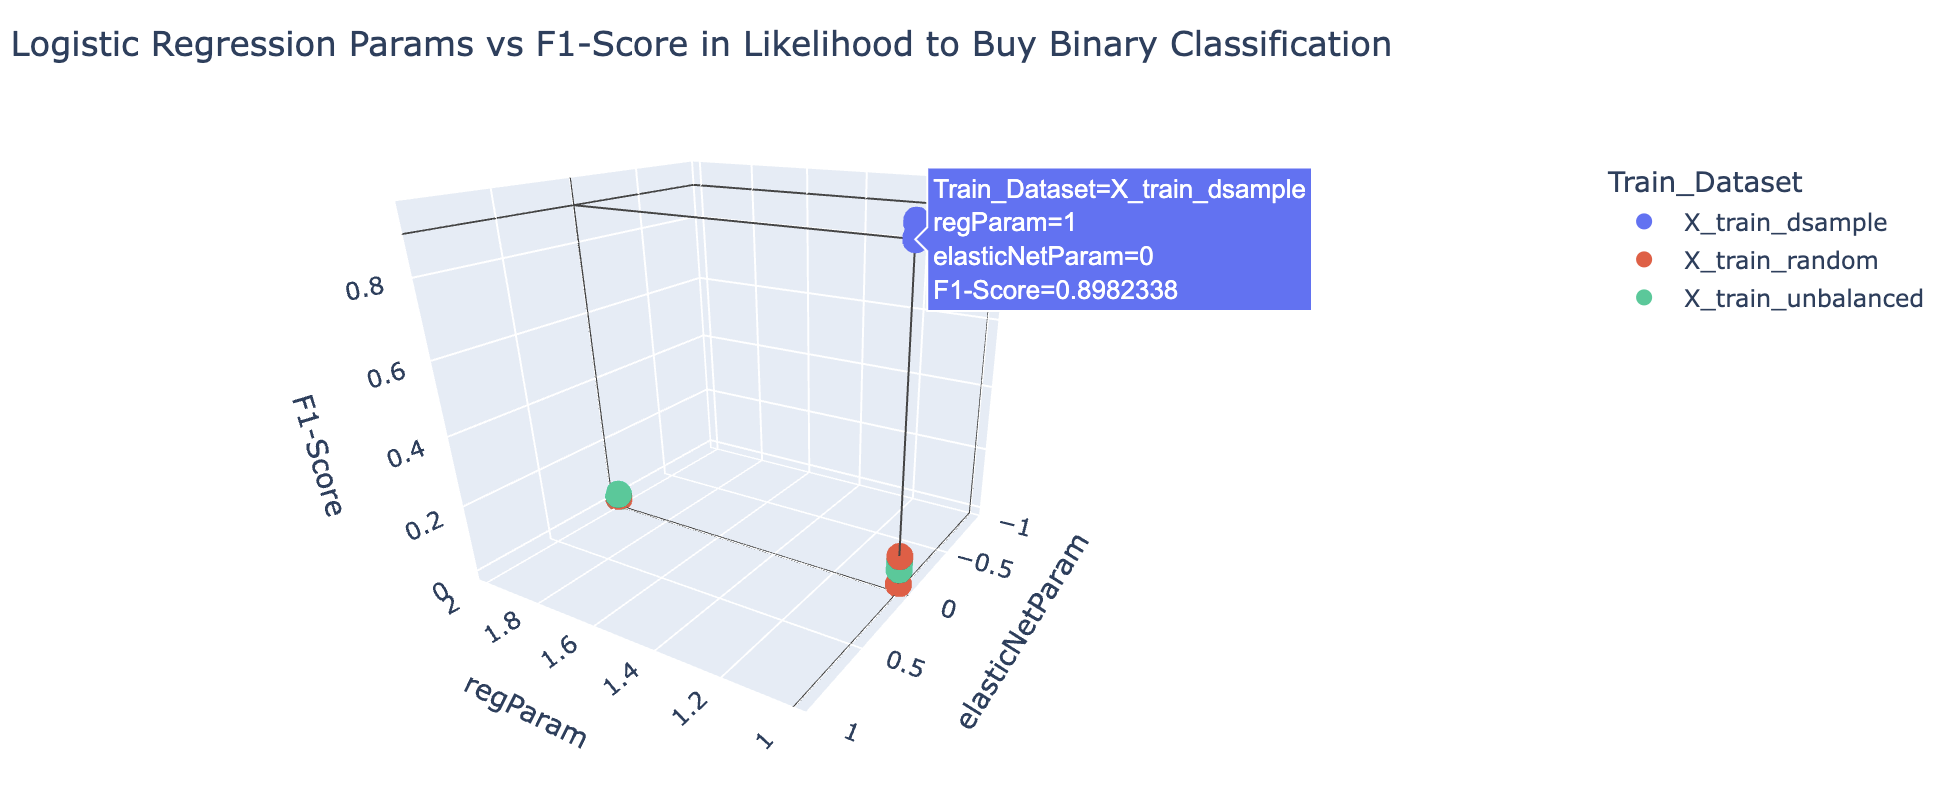 Logistic Regression Params vs F1-Score in Likelihood to Buy Binary Classification
Train_Dataset=X_train_dsample
regParam=1
elasticNetParam=0
F1-Score=0.8982338
Train_Dataset
X_train_dsample
X_train_random
X_train_unbalanced
F1-Score
0.8
0.6
0.4
0.2
0
regParam
2
1.8
1.6
1.4
1.2
1
elasticNetParam
−1
−0.5
0
0.5
1